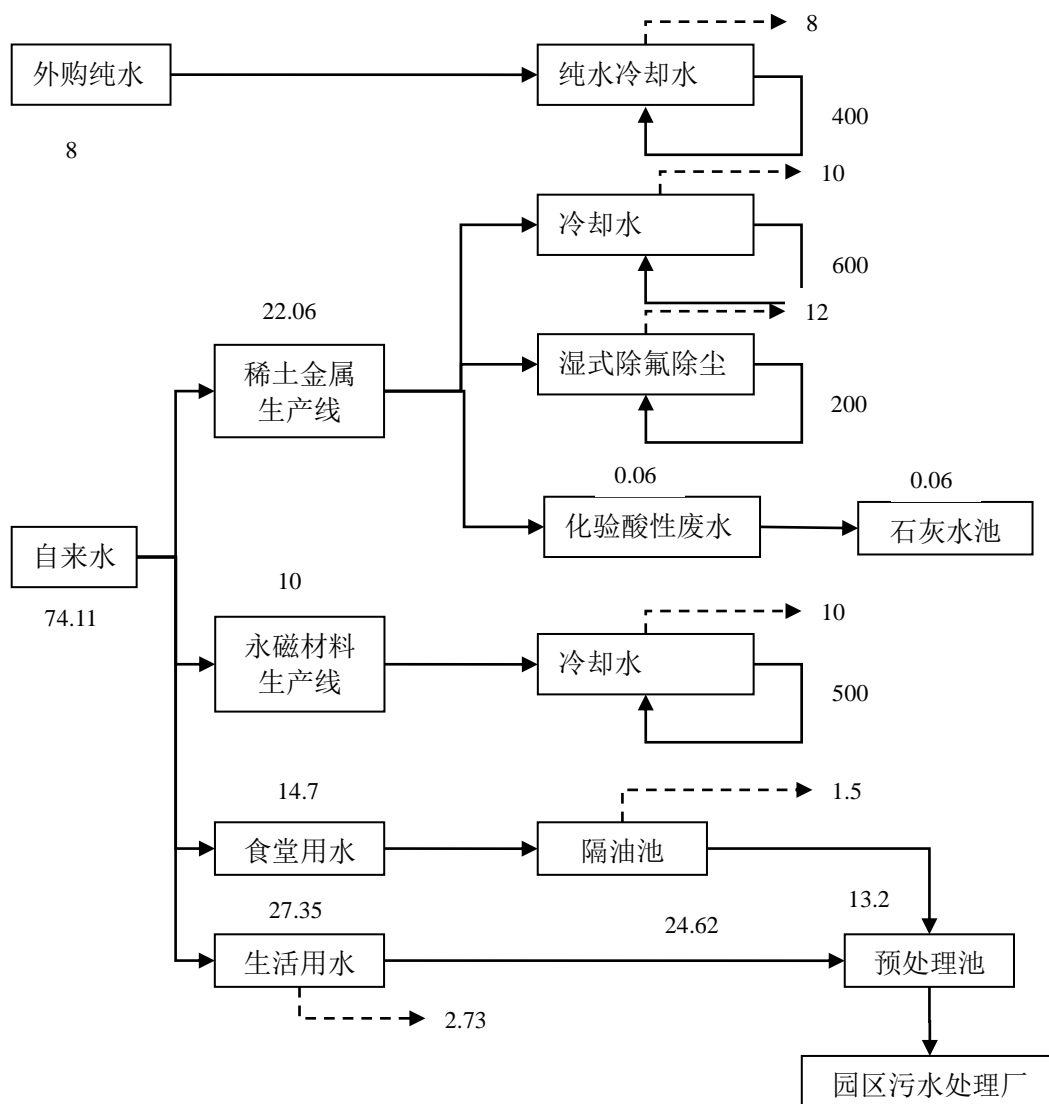 8
外购纯水
纯水冷却水
400
8
10
冷却水
600
12
22.06
稀土金属
生产线
湿式除氟除尘
200
0.06
0.06
化验酸性废水
石灰水池
自来水
74.11
10
永磁材料
生产线
10
冷却水
500
14.7
1.5
食堂用水
隔油池
27.35
24.62
13.2
生活用水
预处理池
2.73
园区污水处理厂